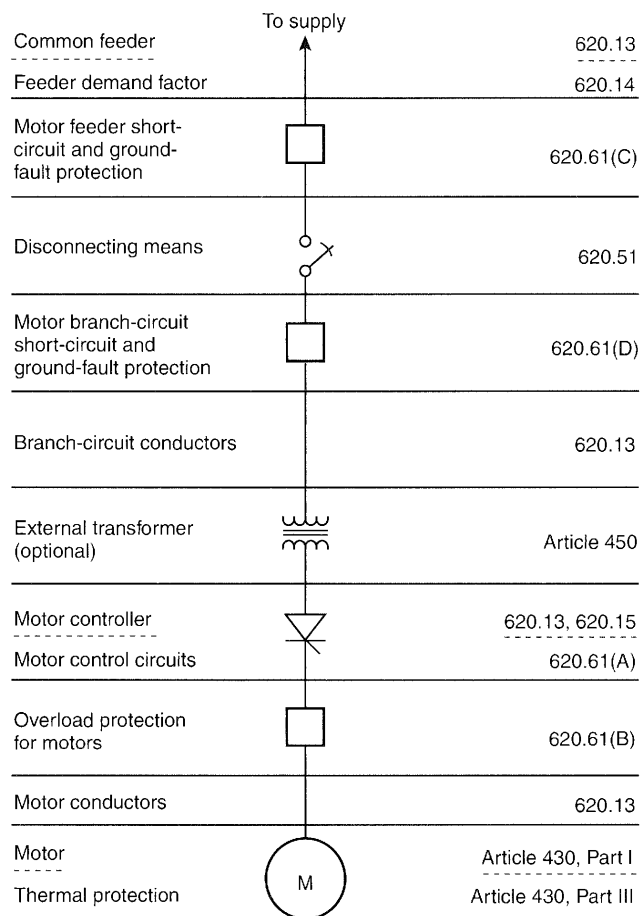 To supply
Common feeder 620.13
Feeder demand factor 620.14
Motor feeder short-
circuit and ground-
fault protection
620.61(C)
Disconnecting means 620.51
Motor branch-circuit
short-circuit and
ground-fault protection
620.61(D)
Branch-circuit conductors 620.13
External transformer
(optional)
Article 450
Motor controller 620.13, 620.15
Motor control circuits 620.61(A)
Overload protection
for motors
620.61(B)
Motor conductors 620.13
Motor Article 430, Part I
M
Thermal protection Article 430, Part III